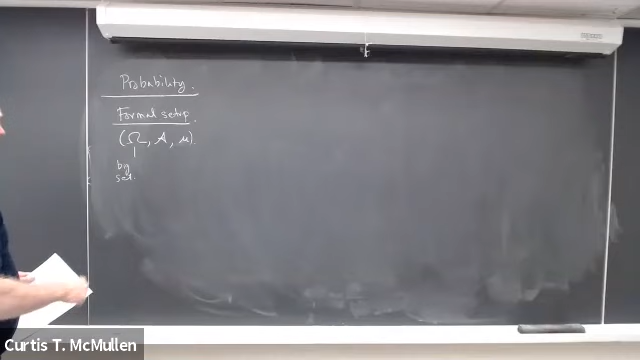 Probability.
Formal setup.
(Ω, A, μ).
big
set.
Curtis T. McMullen